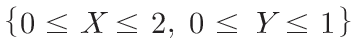 {0 ≤ X ≤ 2, 0 ≤ Y ≤ 1}